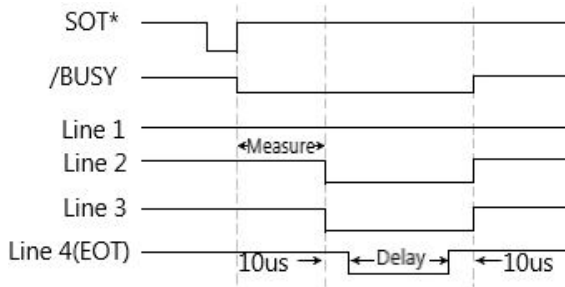 SOT*
/BUSY
Line 1
Measure
Line 2
Line 3
Line 4(EOT)
10us
Delay
10us